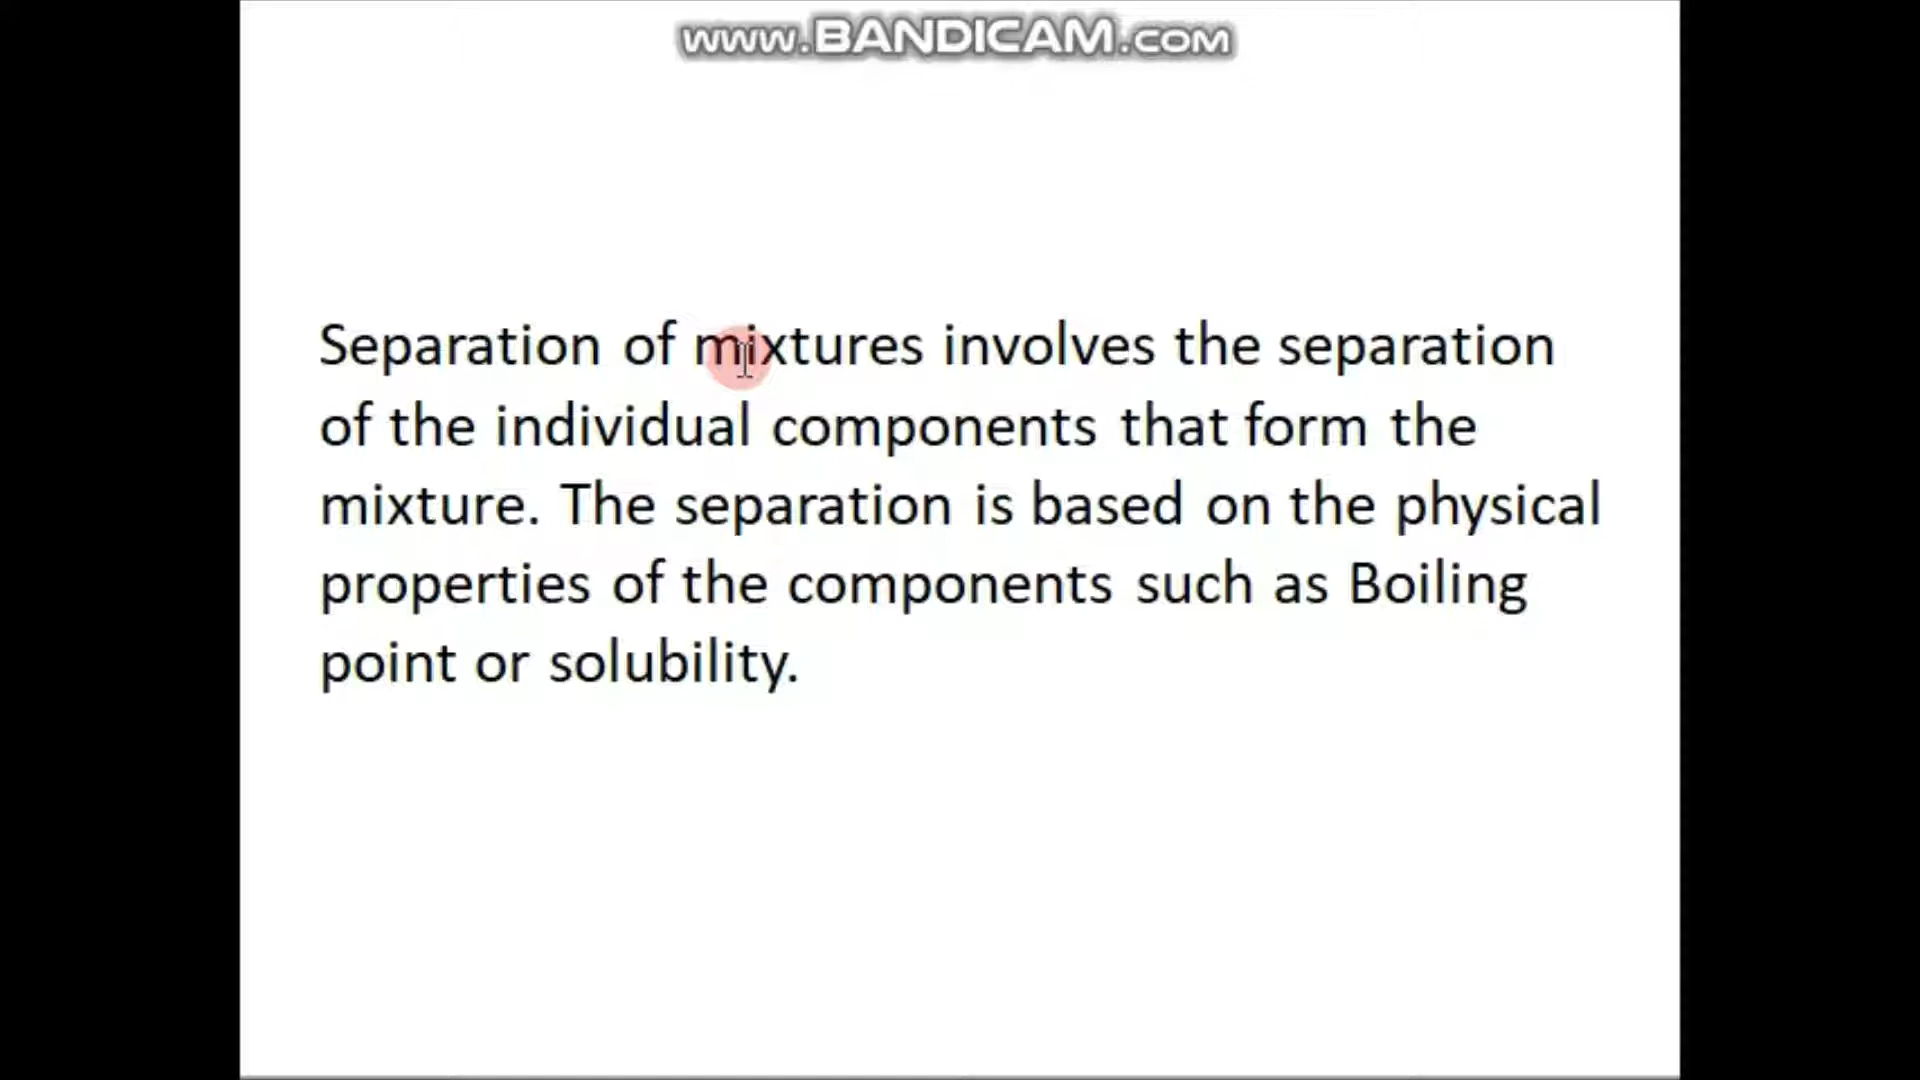 www.BANDICAM.com
Separation of mixtures involves the separation
of the individual components that form the
mixture. The separation is based on the physical
properties of the components such as Boiling
point or solubility.